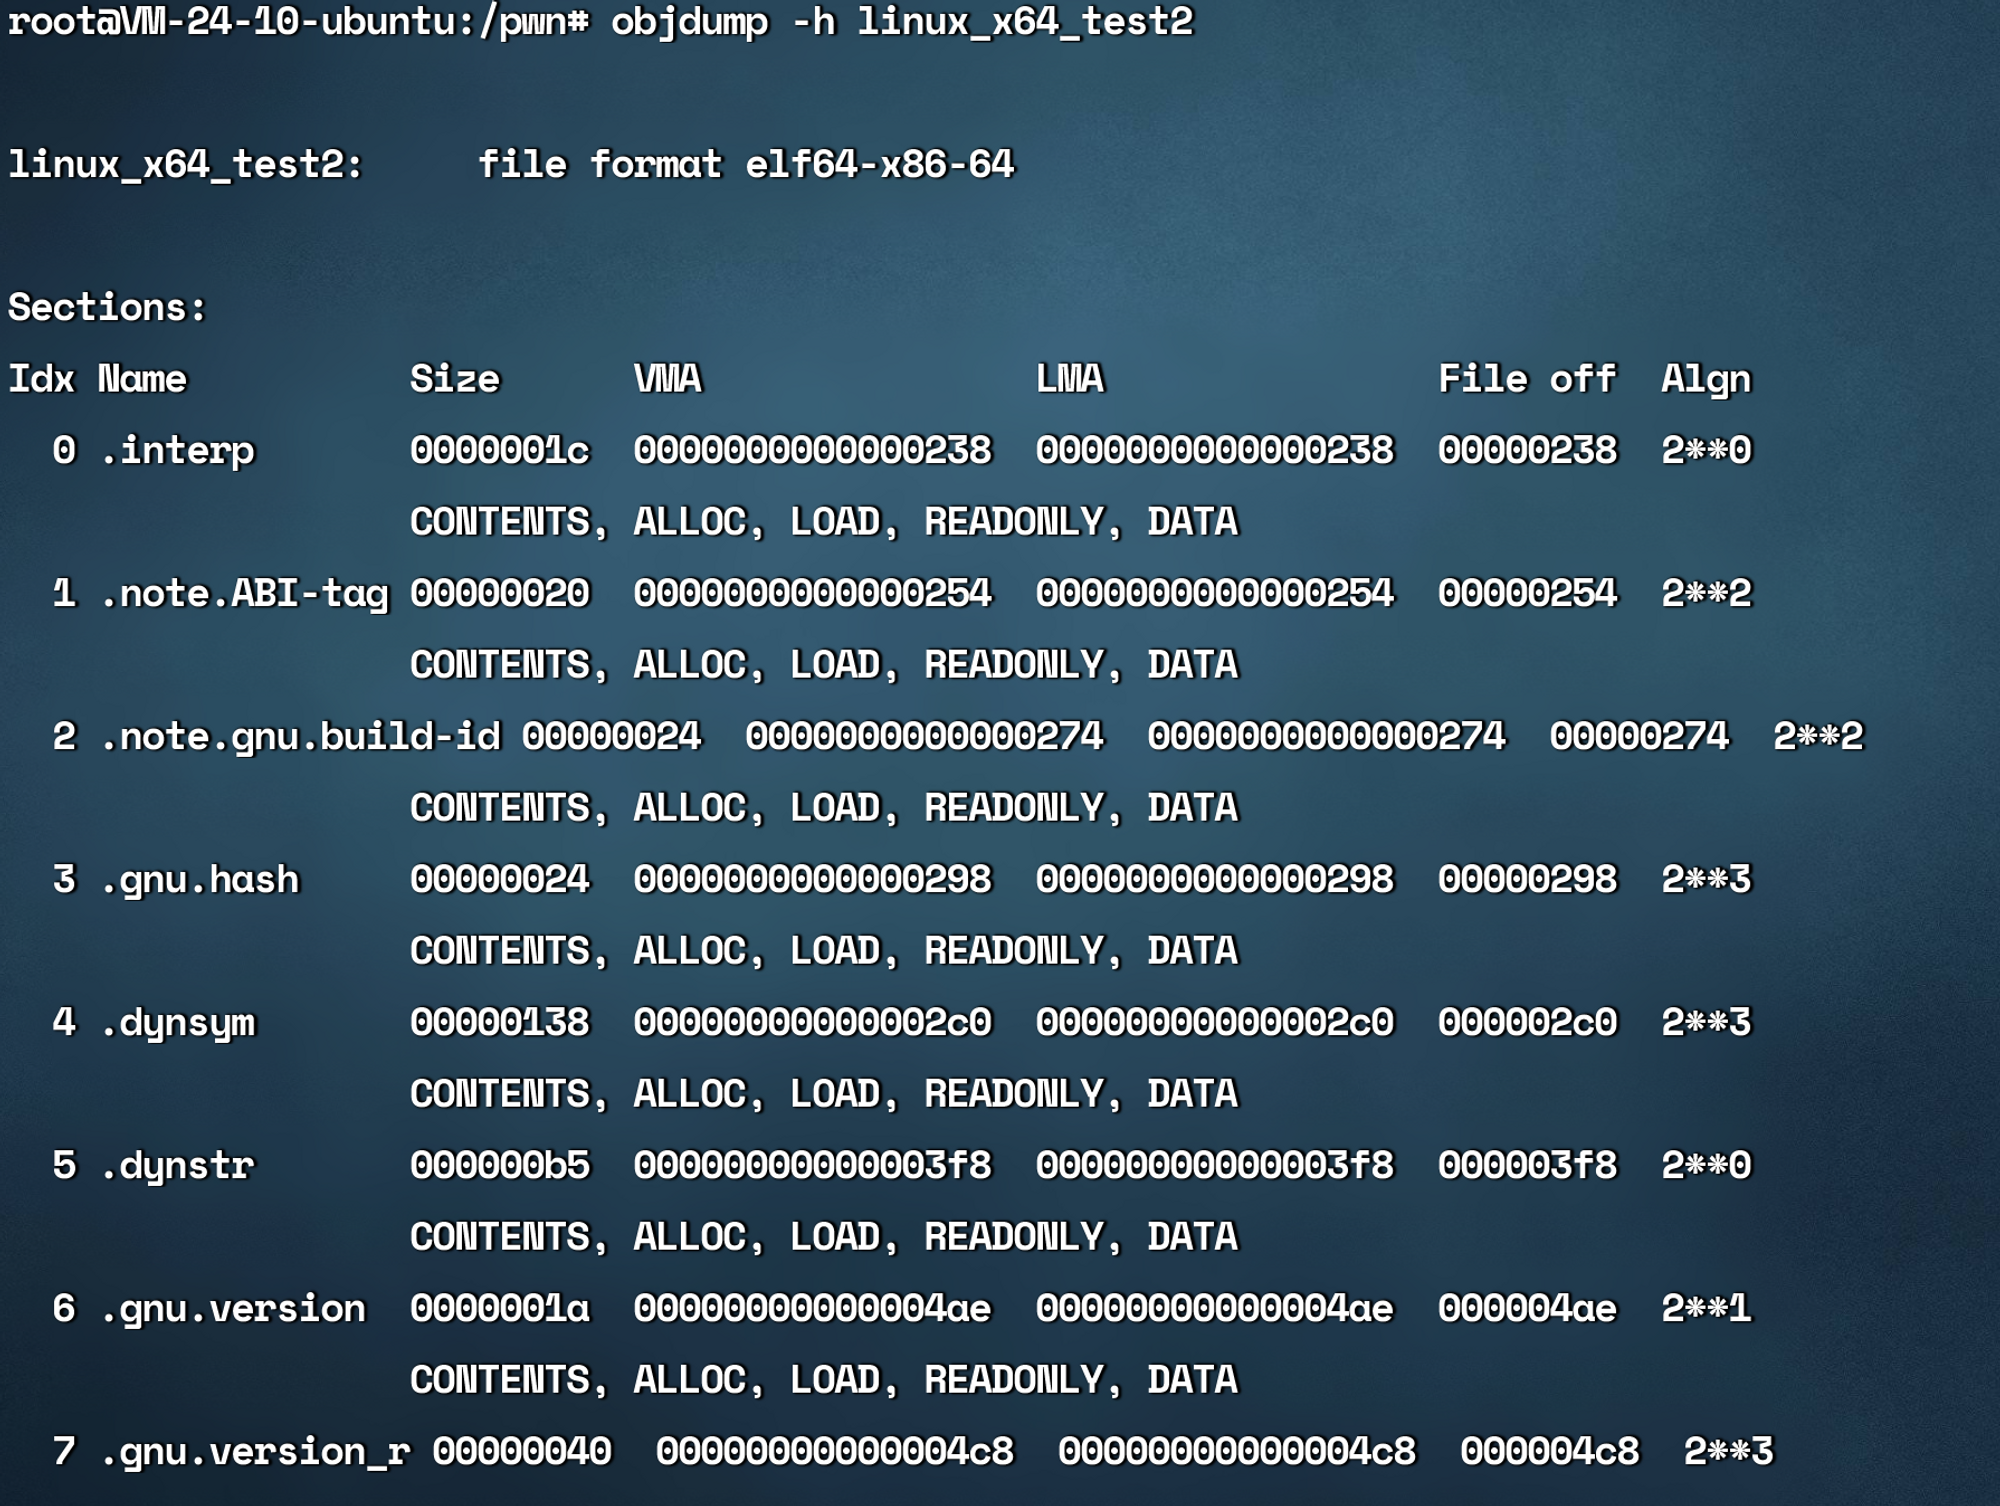 root@VM-24-10-ubuntu:/pwn# objdump -h linux_x64_test2
linux_x64_test2:     file format elf64-x86-64
Sections:
Idx Name          Size      VMA               LMA               File off  Algn
  0 .interp       0000001c  0000000000000238  0000000000000238  00000238  2**0
                  CONTENTS, ALLOC, LOAD, READONLY, DATA
  1 .note.ABI-tag 00000020  0000000000000254  0000000000000254  00000254  2**2
                  CONTENTS, ALLOC, LOAD, READONLY, DATA
  2 .note.gnu.build-id 00000024  0000000000000274  0000000000000274  00000274  2**2
                  CONTENTS, ALLOC, LOAD, READONLY, DATA
  3 .gnu.hash     00000024  0000000000000298  0000000000000298  00000298  2**3
                  CONTENTS, ALLOC, LOAD, READONLY, DATA
  4 .dynsym       00000138  00000000000002c0  00000000000002c0  000002c0  2**3
                  CONTENTS, ALLOC, LOAD, READONLY, DATA
  5 .dynstr       000000b5  00000000000003f8  00000000000003f8  000003f8  2**0
                  CONTENTS, ALLOC, LOAD, READONLY, DATA
  6 .gnu.version  0000001a  00000000000004ae  00000000000004ae  000004ae  2**1
                  CONTENTS, ALLOC, LOAD, READONLY, DATA
  7 .gnu.version_r 00000040  00000000000004c8  00000000000004c8  000004c8  2**3